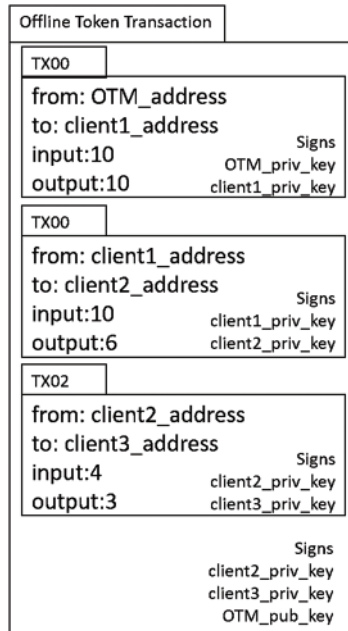 Offline Token Transaction
TX00
from: OTM_address
to: client1_address
Signs
input:10
OTM_priv_key
output:10
client1_priv_key
TX00
from: client1_address
to: client2_address
Signs
input:10
client1_priv_key
output:6
client2_priv_key
TX02
from: client2_address
to: client3_address
Signs
input:4
client2_priv_key
output:3
client3_priv_key
Signs
client2_priv_key
client3_priv_key
OTM_pub_key